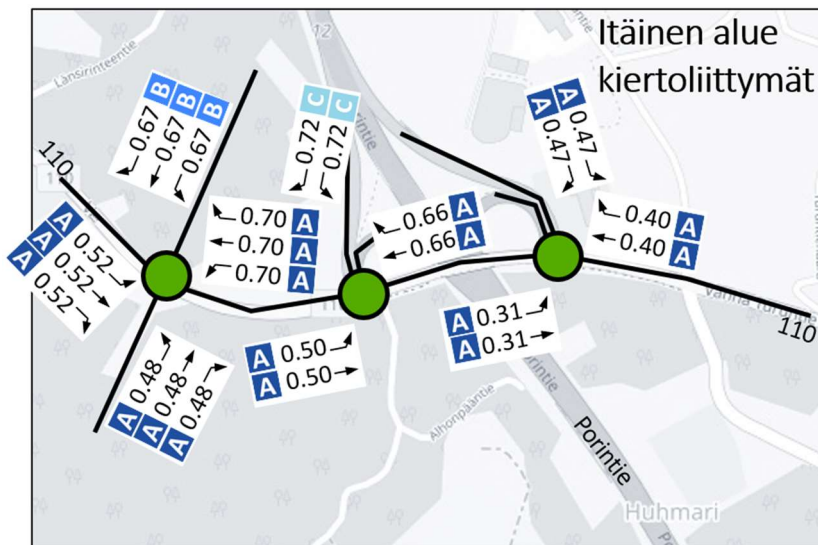 Itäinen alue
kiertoliittymät
12
Länsirinteentie
110
B 0.67
B 0.67
B 0.67
C 0.72
C 0.72
Porintie
A 0.47
A 0.47
A 0.52
A 0.52
A 0.52
0.70 A
0.70 A
0.70 A
0.66 A
0.66 A
0.40 A
0.40 A
A 0.48
A 0.48
A 0.48
A 0.50
A 0.50
A 0.31
A 0.31
110
Alhonpääntie
Porintie
Huhmari